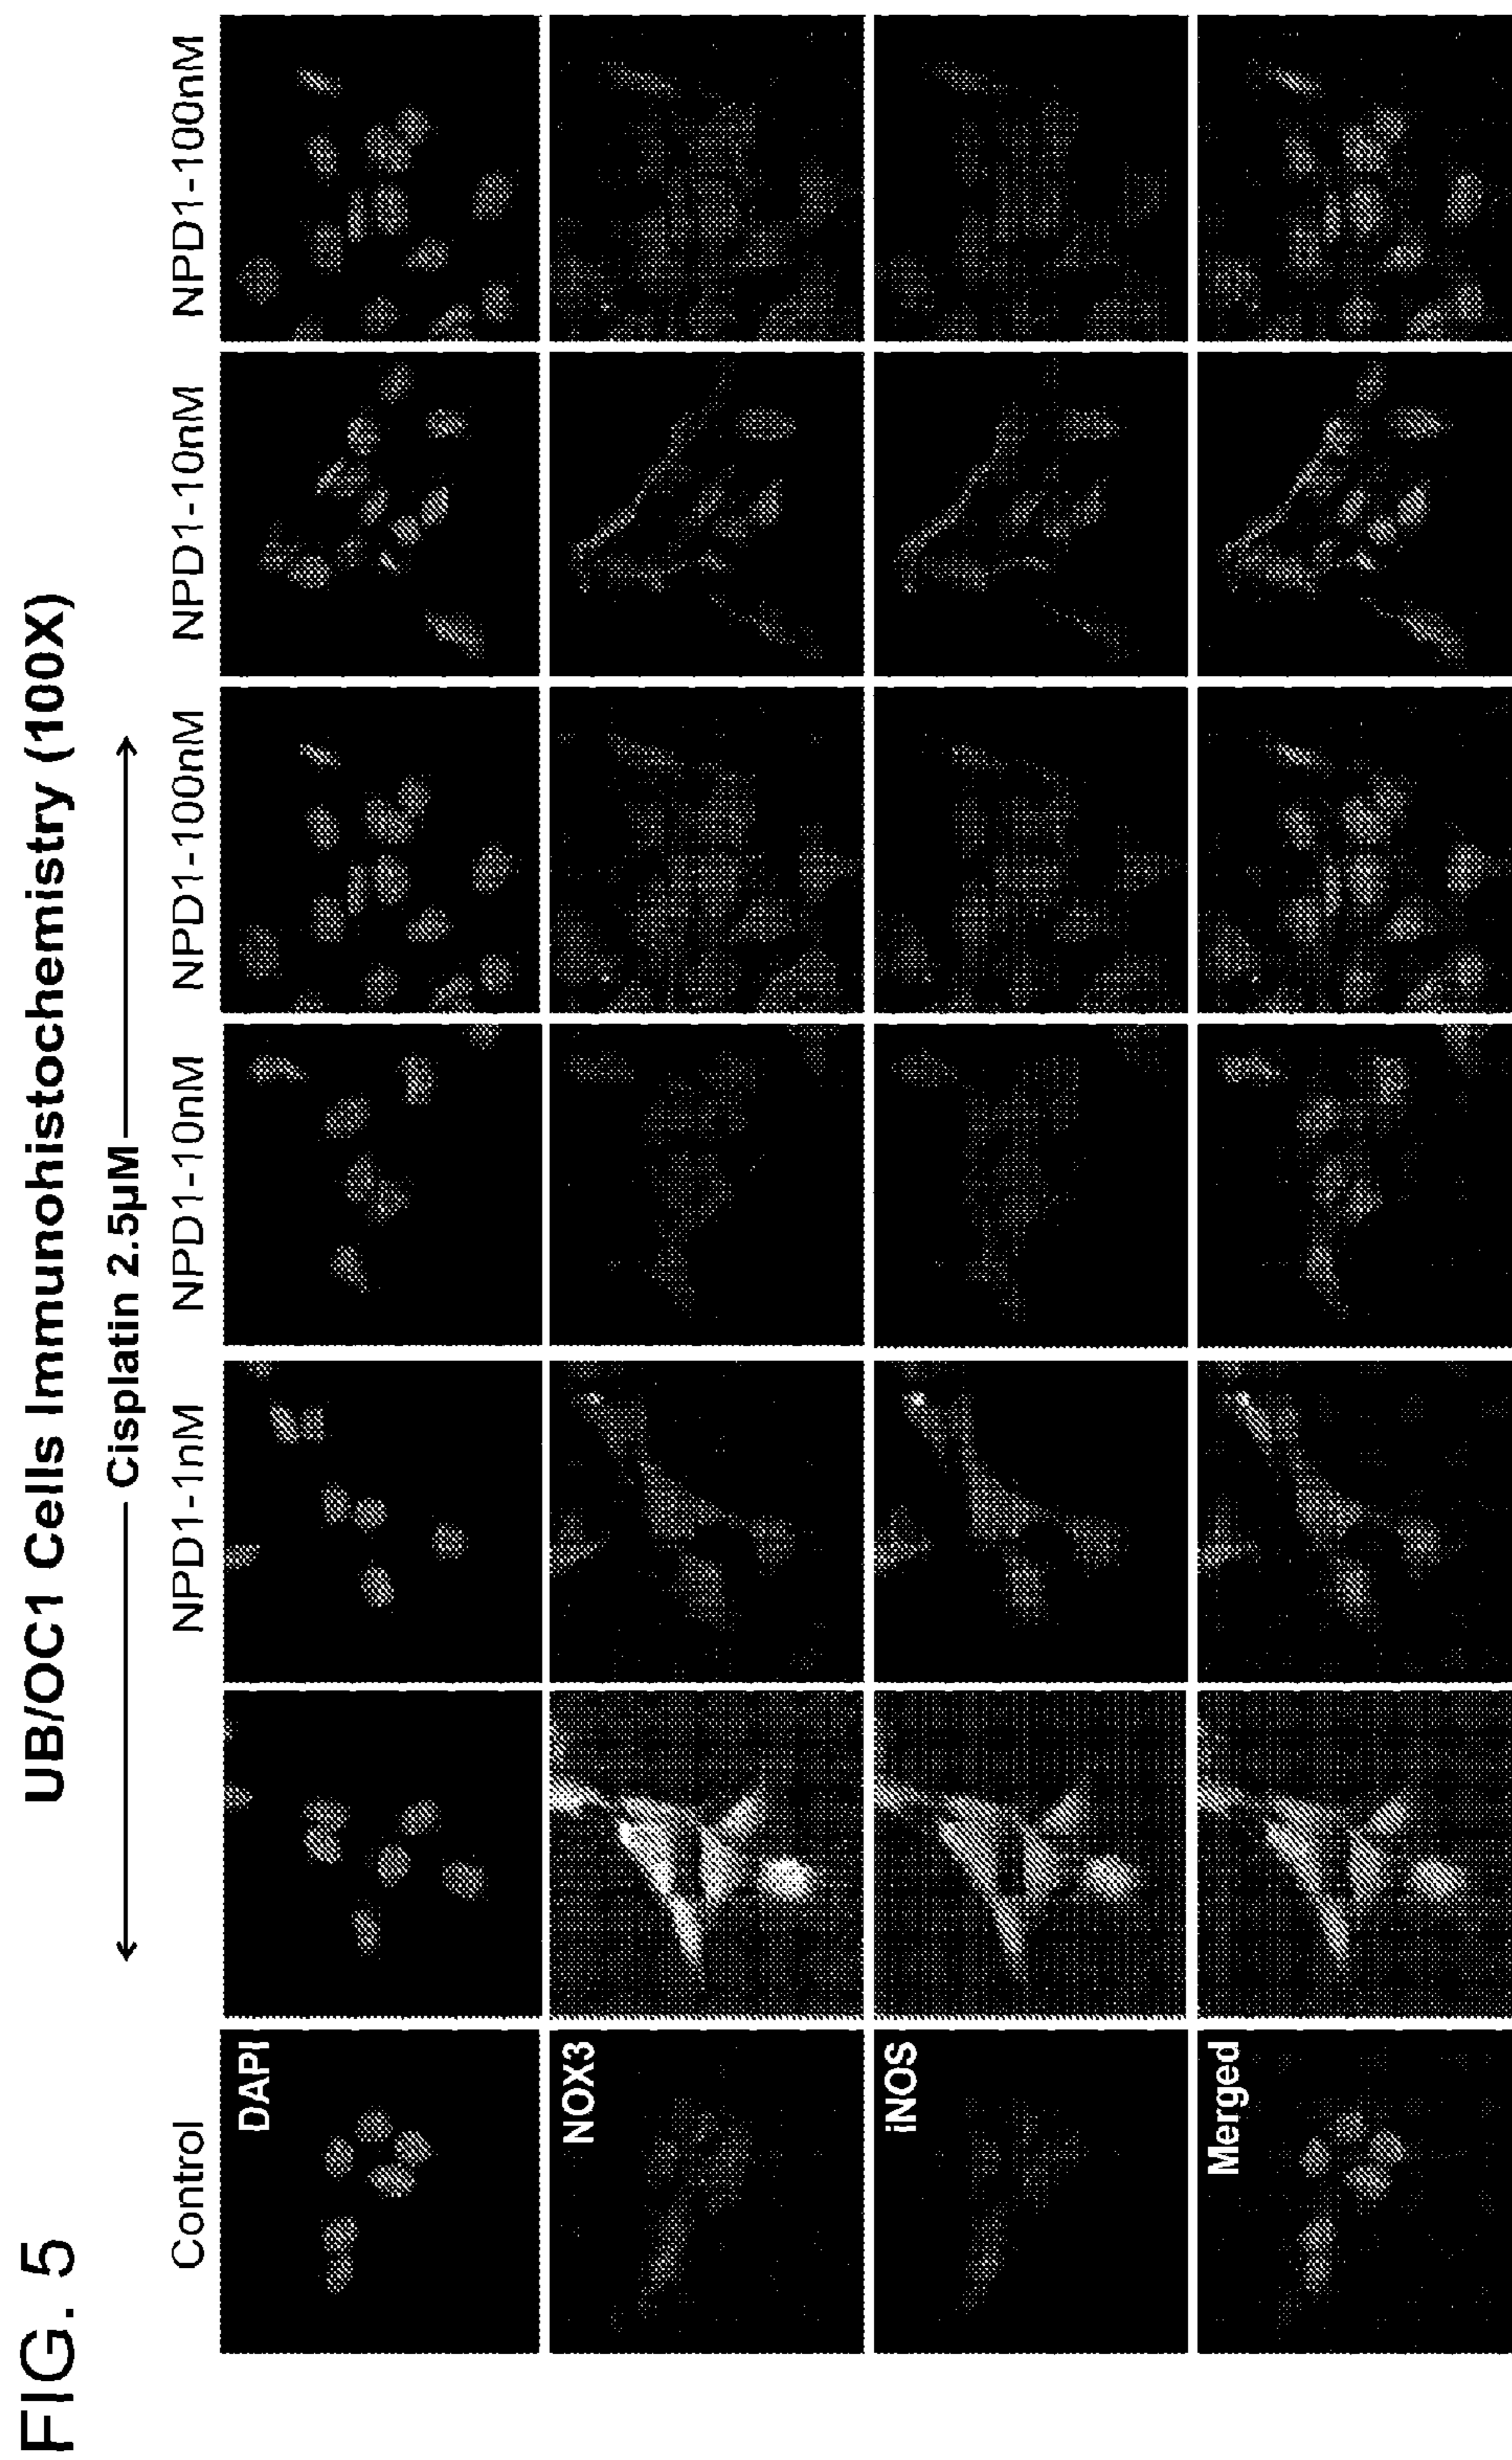 FIG. 5
UB/OC1 Cells Immunohistochemistry (100X)
Cisplatin 2.5µM
Control
NPD1-1nM
NPD1-10nM
NPD1-100nM
NPD1-10nM
NPD1-100nM
DAPI
NOX3
iNOS
Merged